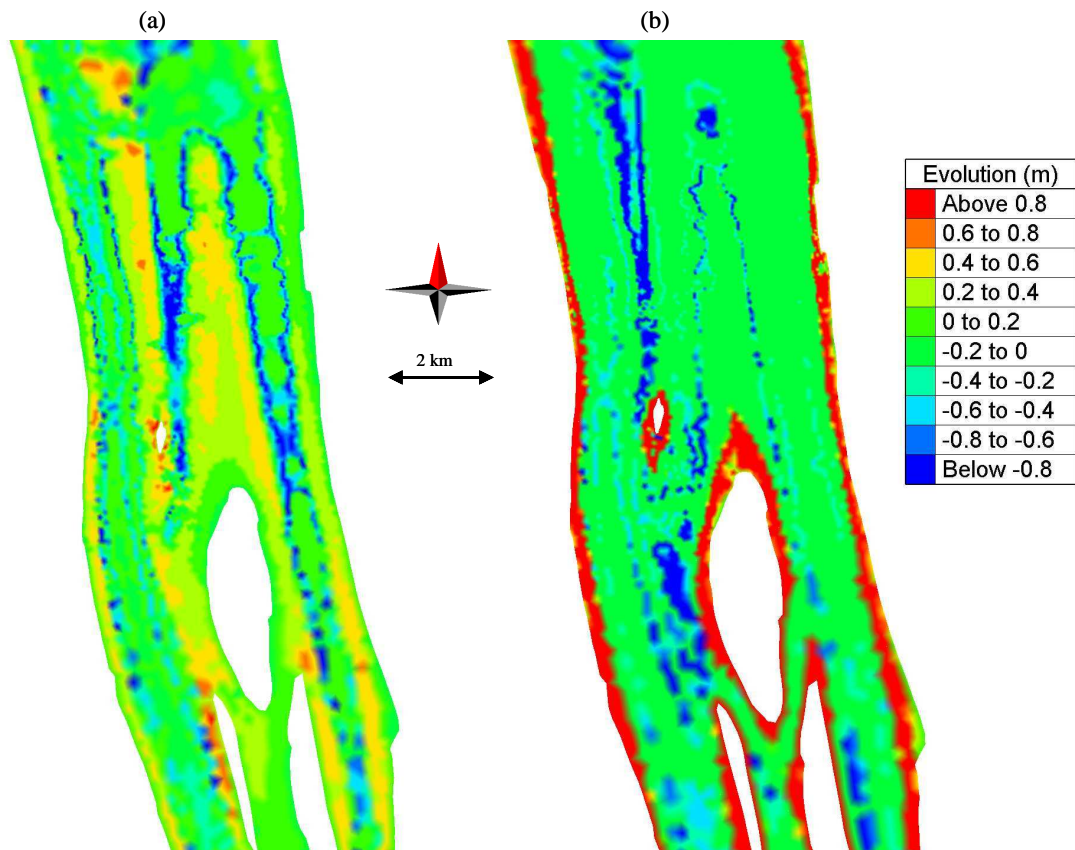 (a)
(b)
2 km
Evolution (m)
Above 0.8
0.6 to 0.8
0.4 to 0.6
0.2 to 0.4
0 to 0.2
-0.2 to 0
-0.4 to -0.2
-0.6 to -0.4
-0.8 to -0.6
Below -0.8